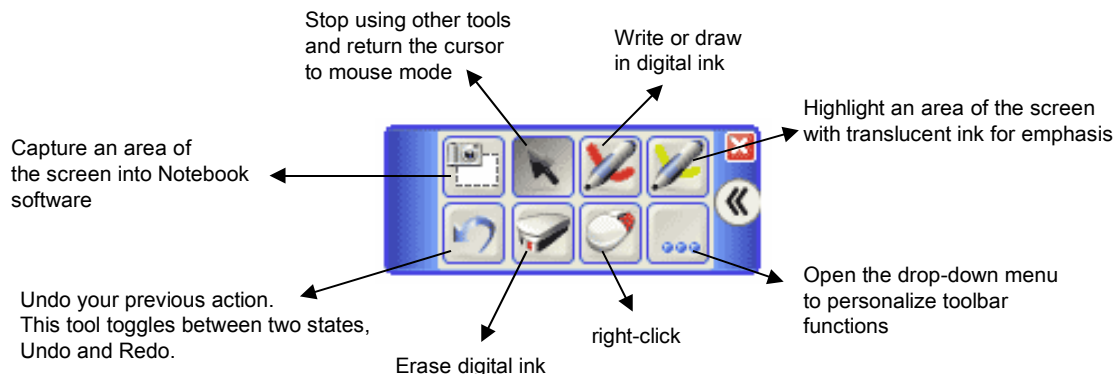 Stop using other tools
and return the cursor
to mouse mode
Write or draw
in digital ink
Highlight an area of the screen
with translucent ink for emphasis
Capture an area of
the screen into Notebook
software
Undo your previous action.
This tool toggles between two states,
Undo and Redo.
Erase digital ink
right-click
Open the drop-down menu
to personalize toolbar
functions